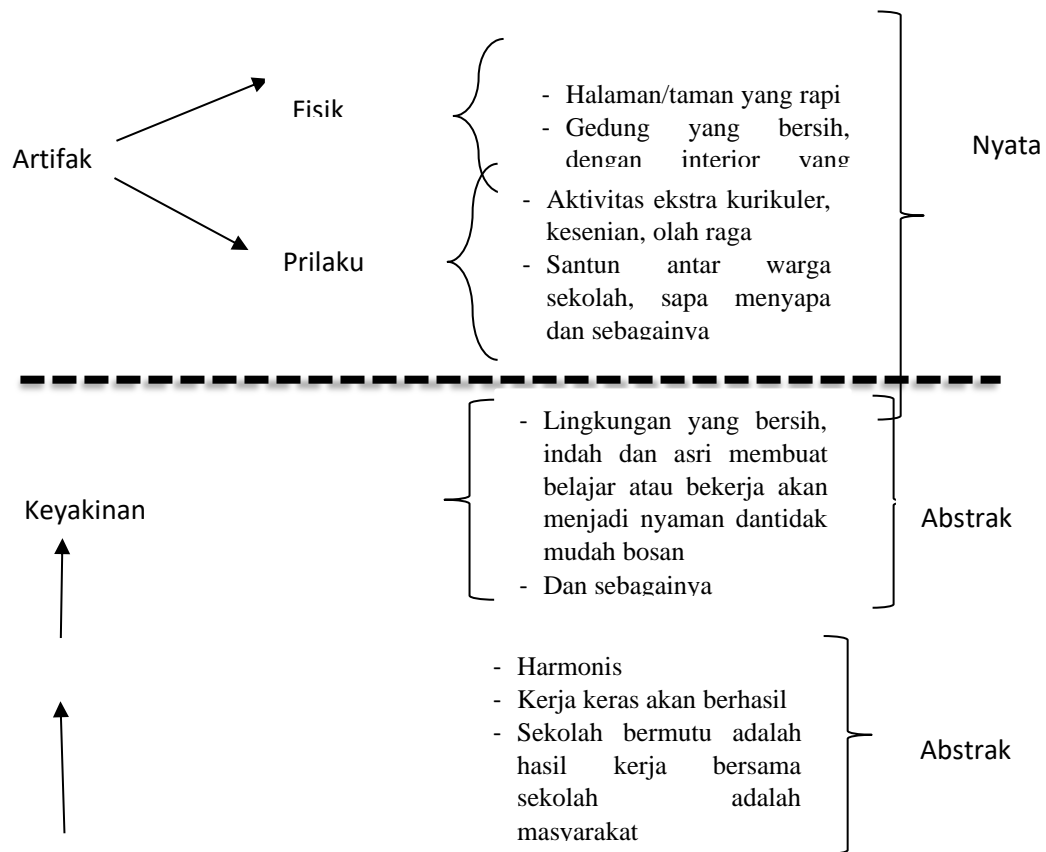 Artifak
Fisik
- Halaman/taman yang rapi
- Gedung yang bersih,
dengan interior yang
Nyata
Prilaku
- Aktivitas ekstra kurikuler,
kesenian, olah raga
- Santun antar warga
sekolah, sapa menyapa
dan sebagainya
Keyakinan
- Lingkungan yang bersih,
indah dan asri membuat
belajar atau bekerja akan
menjadi nyaman dantidak
mudah bosan
- Dan sebagainya
Abstrak
- Harmonis
- Kerja keras akan berhasil
- Sekolah bermutu adalah
hasil kerja bersama
sekolah adalah
masyarakat
Abstrak